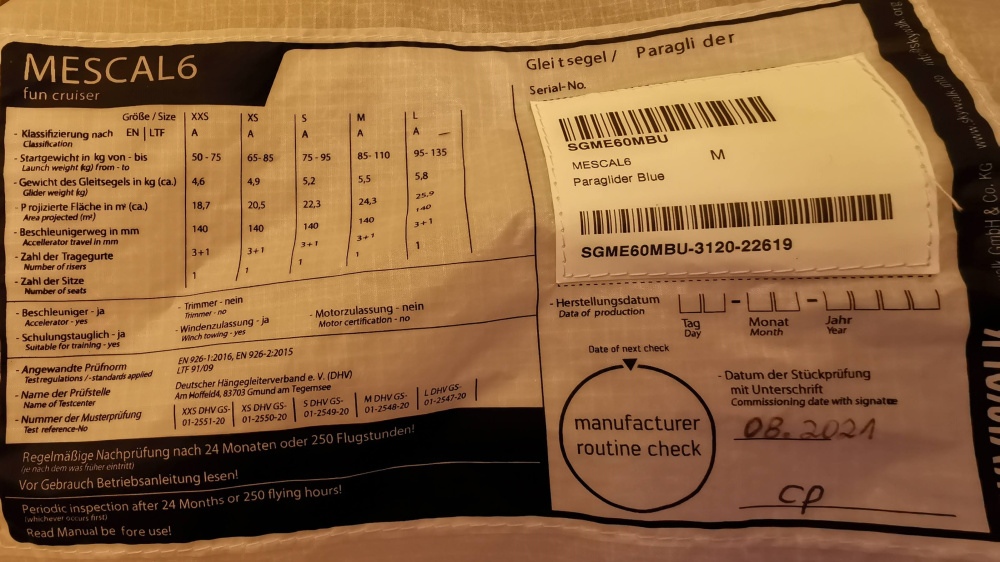 MESCAL6
fun cruiser
Größe / Size XXS XS S M L
- Klassifizierung nach EN | LTF A A A A A
Classification
- Startgewicht in kg von - bis 50 - 75 65- 85 75 - 95 85- 110 95- 135
Launch weight (kg) from - to
- Gewicht des Gleitsegels in kg (ca.) 4,6 4,9 5,2 5,5 5,8
Glider weight (kg)
- Projizierte Fläche in m² (ca.) 18,7 20,5 22,3 24,3 25,9
Area projected (m²)
- Beschleunigerweg in mm 140 140 140 140 140
Accellerator travel in mm
- Zahl der Tragegurte 3+1 3+1 3+1 3+1 3+1
Number of risers
- Zahl der Sitze 1 1 1 1 1
Number of seats
- Beschleuniger - ja - Trimmer - nein
Accelerator - yes Trimmer - no
- Schulungstauglich - ja - Windenzulassung - ja - Motorzulassung - nein
Suitable for training - yes Winch towing - yes Motor certification - no
- Angewandte Prüfnorm EN 926-1:2016, EN 926-2:2015
Test regulations / -standards applied LTF 91/09
- Name der Prüfstelle Deutscher Hängegleiterverband e. V. (DHV)
Name of Testcenter Am Hoffeld4, 83703 Gmund am Tegernsee
- Nummer der Musterprüfung XXS DHV GS- XS DHV GS- S DHV GS- M DHV GS- L DHV GS-
Test reference-No 01-2551-20 01-2550-20 01-2549-20 01-2548-20 01-2547-20
Regelmäßige Nachprüfung nach 24 Monaten oder 250 Flugstunden!
(je nach dem was früher eintritt)
Vor Gebrauch Betriebsanleitung lesen!
Periodic inspection after 24 Months or 250 flying hours!
(whichever occurs first)
Read Manual be fore use!
Gleitsegel / Paragli der
Serial-No.
SGME60MBU
MESCAL6 M
Paraglider Blue
SGME60MBU-3120-22619
- Herstellungsdatum
Data of production
Tag Monat Jahr
Day Month Year
Date of next check
manufacturer
routine check
- Datum der Stückprüfung
mit Unterschrift
Commissioning date with signatœ
08.2021
CP
GmbH & Co. KG
www.skywalk.info